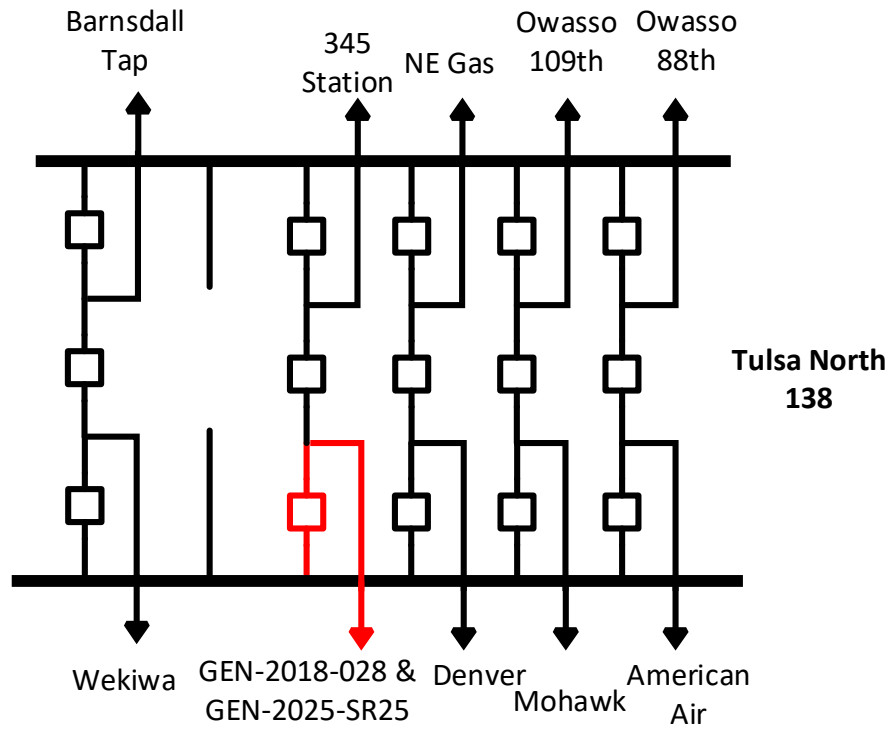 Barnsdall
Tap
345
Station
NE Gas
Owasso
109th
Owasso
88th
Tulsa North
138
Wekiwa
GEN-2018-028 &
GEN-2025-SR25
Denver
Mohawk
American
Air